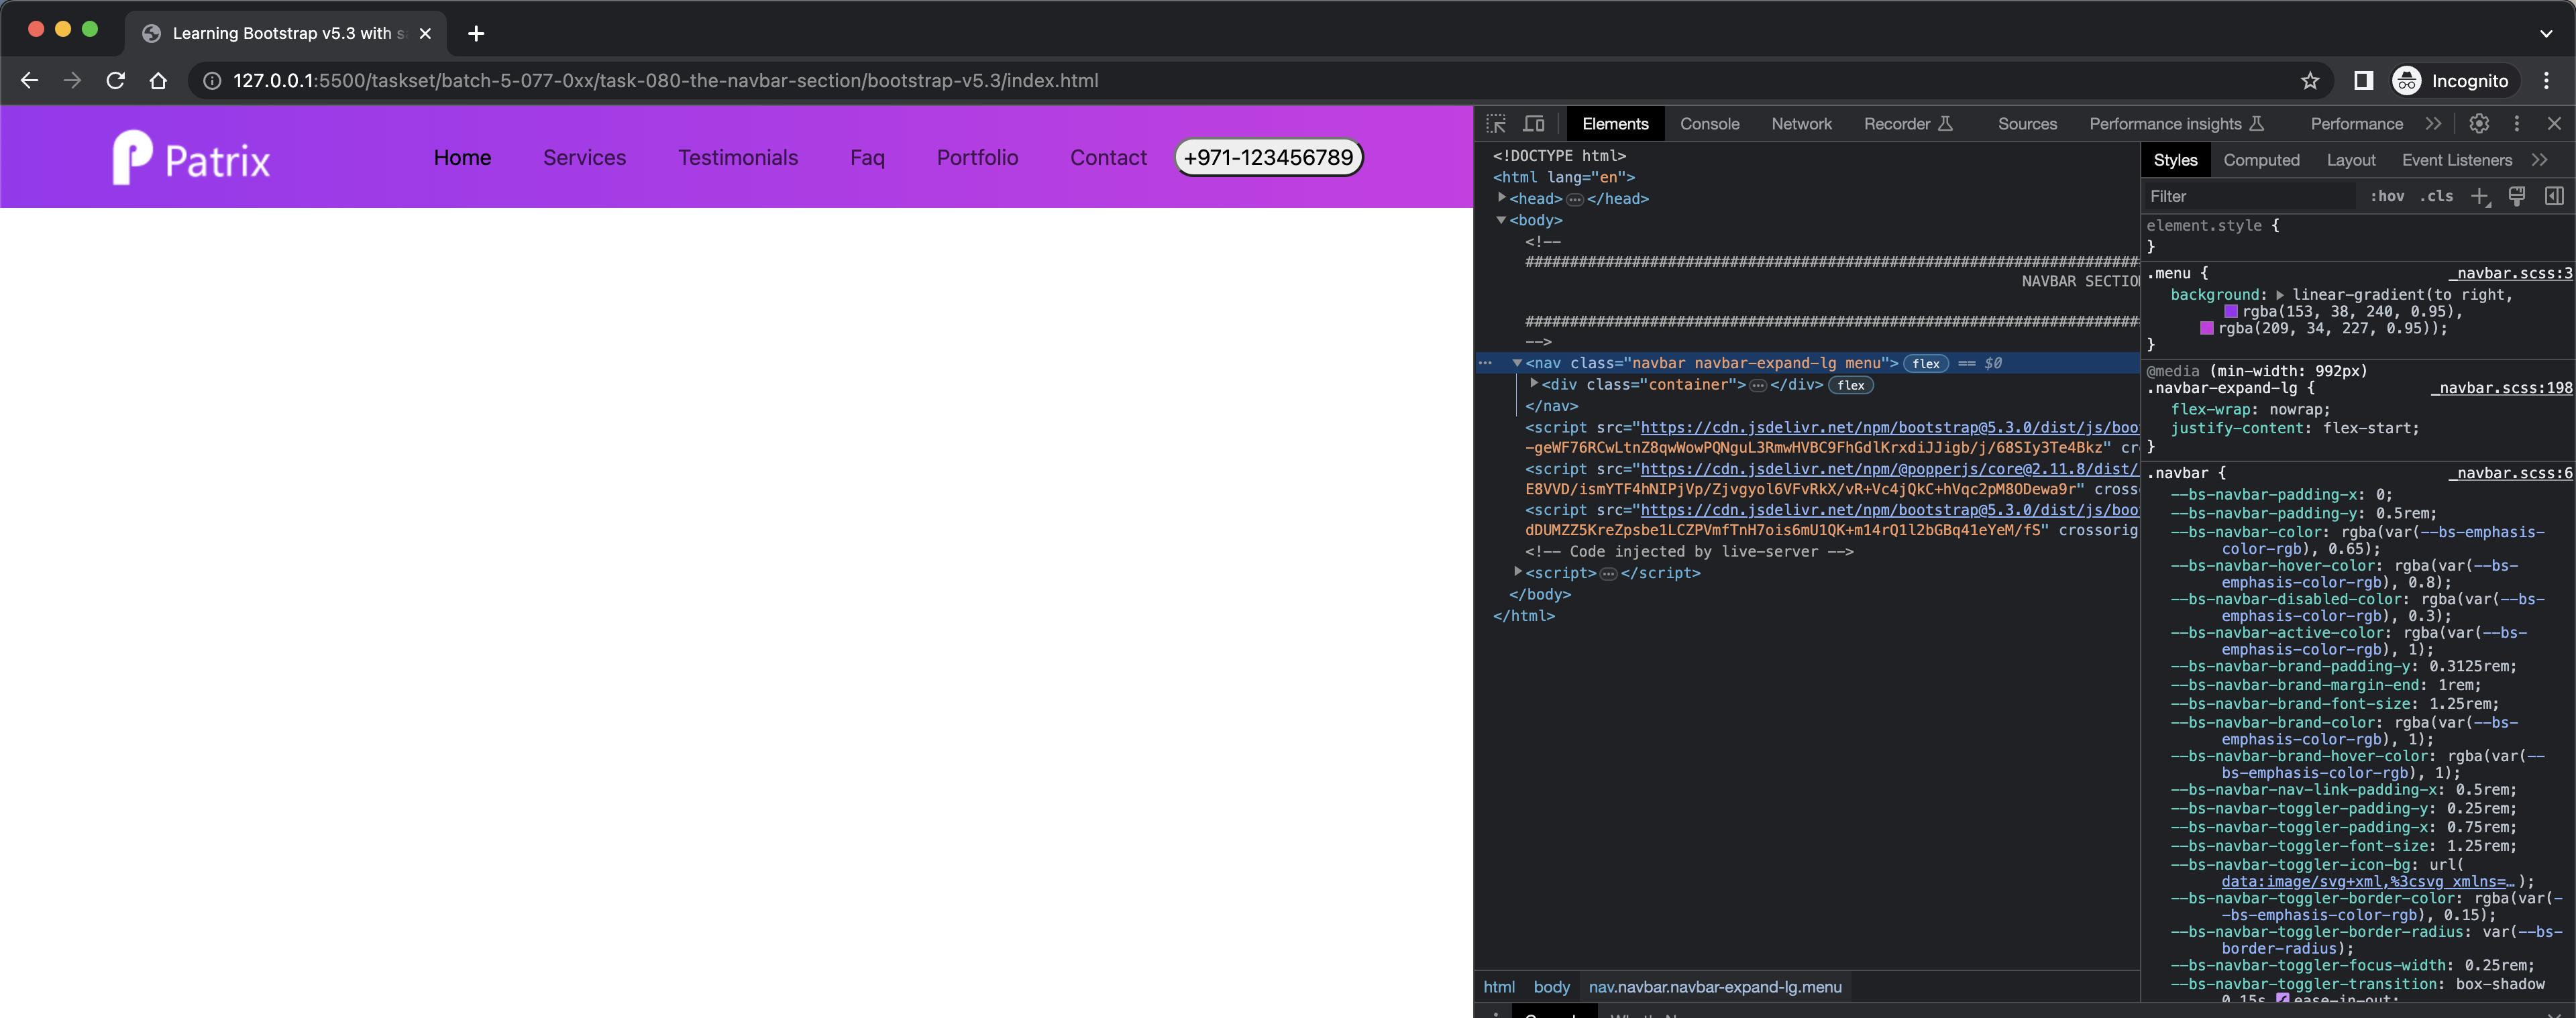 Learning Bootstrap v5.3 with s
127.0.0.1:5500/taskset/batch-5-077-0xx/task-080-the-navbar-section/bootstrap-v5.3/index.html
Incognito
Patrix
Home Services Testimonials Faq Portfolio Contact +971-123456789
Elements Console Network Recorder Sources Performance insights Performance
<!DOCTYPE html>
<html lang="en">
<head>…</head>
<body>
<!--
######################################################################
NAVBAR SECTIO
######################################################################
-->
<nav class="navbar navbar-expand-lg menu"> flex == $0
<div class="container">…</div> flex
</nav>
<script src="https://cdn.jsdelivr.net/npm/bootstrap@5.3.0/dist/js/boo
-geWF76RCwLtnZ8qwWowPQNguL3RmwHVBC9FhGdlKrxdiJJigb/j/68SIy3Te4Bkz" cr
<script src="https://cdn.jsdelivr.net/npm/@popperjs/core@2.11.8/dist/
E8VVD/ismYTF4hNIPjVp/Zjvgyol6VFvRkX/vR+Vc4jQkC+hVqc2pM8ODewa9r" cross
<script src="https://cdn.jsdelivr.net/npm/bootstrap@5.3.0/dist/js/boo
dDUMZZ5KreZpsbe1LCZPVmfTnH7ois6mU1QK+m14rQ1l2bGBq41eYeM/fS" crossorig
<!-- Code injected by live-server -->
<script>…</script>
</body>
</html>
html body nav.navbar.navbar-expand-lg.menu
Styles Computed Layout Event Listeners
Filter :hov .cls
element.style {
}
.menu { _navbar.scss:3
background: linear-gradient(to right,
rgba(153, 38, 240, 0.95),
rgba(209, 34, 227, 0.95));
}
@media (min-width: 992px)
.navbar-expand-lg { _navbar.scss:198
flex-wrap: nowrap;
justify-content: flex-start;
}
.navbar { _navbar.scss:6
--bs-navbar-padding-x: 0;
--bs-navbar-padding-y: 0.5rem;
--bs-navbar-color: rgba(var(--bs-emphasis-
color-rgb), 0.65);
--bs-navbar-hover-color: rgba(var(--bs-
emphasis-color-rgb), 0.8);
--bs-navbar-disabled-color: rgba(var(--bs-
emphasis-color-rgb), 0.3);
--bs-navbar-active-color: rgba(var(--bs-
emphasis-color-rgb), 1);
--bs-navbar-brand-padding-y: 0.3125rem;
--bs-navbar-brand-margin-end: 1rem;
--bs-navbar-brand-font-size: 1.25rem;
--bs-navbar-brand-color: rgba(var(--bs-
emphasis-color-rgb), 1);
--bs-navbar-brand-hover-color: rgba(var(--
bs-emphasis-color-rgb), 1);
--bs-navbar-nav-link-padding-x: 0.5rem;
--bs-navbar-toggler-padding-y: 0.25rem;
--bs-navbar-toggler-padding-x: 0.75rem;
--bs-navbar-toggler-font-size: 1.25rem;
--bs-navbar-toggler-icon-bg: url(
data:image/svg+xml,%3csvg xmlns=…);
--bs-navbar-toggler-border-color: rgba(var(-
-bs-emphasis-color-rgb), 0.15);
--bs-navbar-toggler-border-radius: var(--bs-
border-radius);
--bs-navbar-toggler-focus-width: 0.25rem;
--bs-navbar-toggler-transition: box-shadow
0.15s ease-in-out;